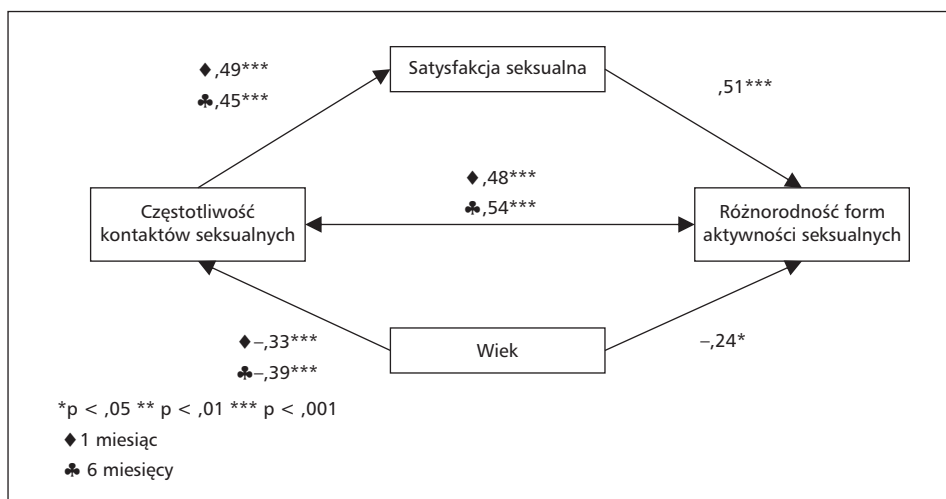 ♦,49***
♣,45***
Satysfakcja seksualna
,51***
♦,48***
♣,54***
Częstotliwość
kontaktów seksualnych
Różnorodność form
aktywności seksualnych
♦–,33***
♣–,39***
Wiek
–,24*
*p < ,05 ** p < ,01 *** p < ,001
♦1 miesiąc
♣ 6 miesięcy